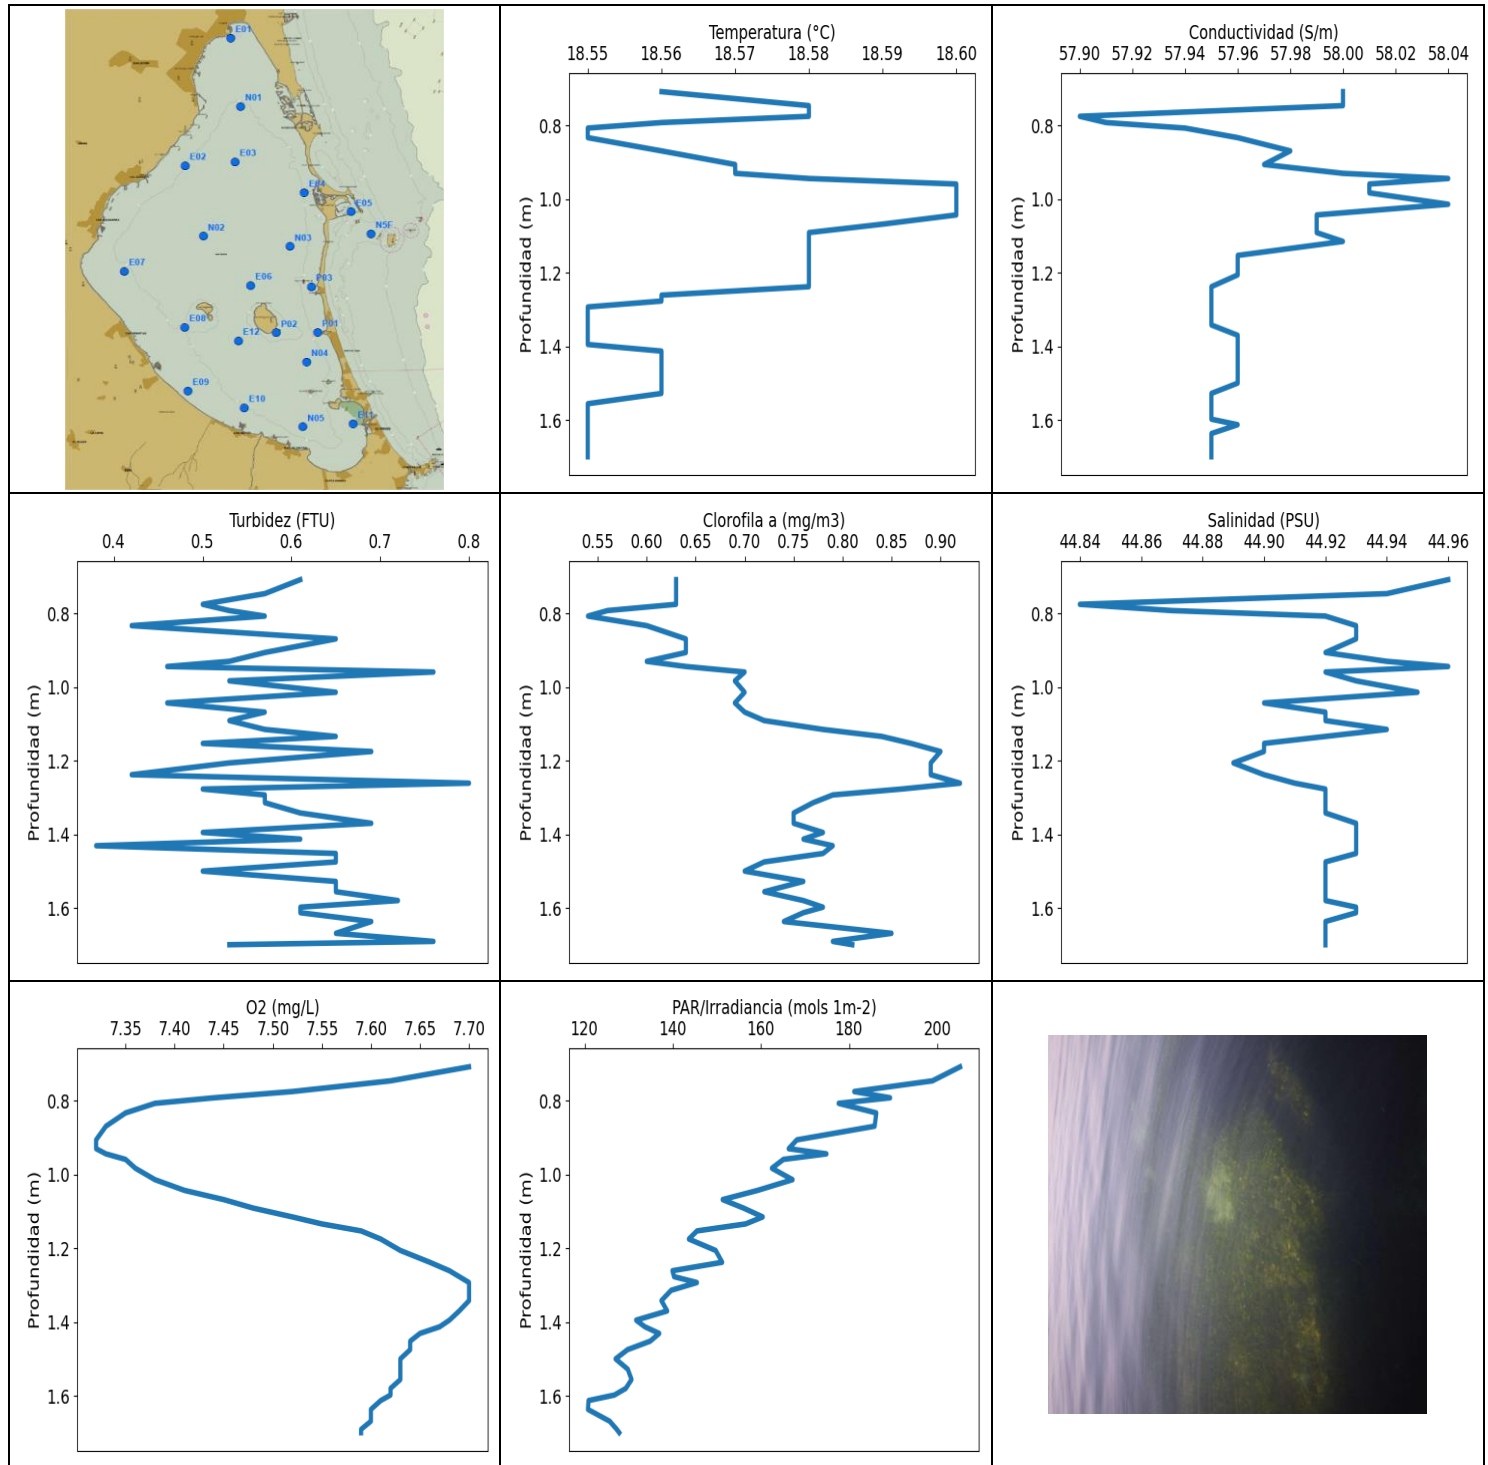 E01
N01
E02
E03
E04
E05
N5F
N02
N03
E07
E06
P03
E08
P02
P01
E12
N04
E09
E10
N05
E11
Temperatura (°C)
18.55 18.56 18.57 18.58 18.59 18.60
Profundidad (m)
0.8
1.0
1.2
1.4
1.6
Conductividad (S/m)
57.90 57.92 57.94 57.96 57.98 58.00 58.02 58.04
Profundidad (m)
0.8
1.0
1.2
1.4
1.6
Turbidez (FTU)
0.4 0.5 0.6 0.7 0.8
Profundidad (m)
0.8
1.0
1.2
1.4
1.6
Clorofila a (mg/m3)
0.55 0.60 0.65 0.70 0.75 0.80 0.85 0.90
Profundidad (m)
0.8
1.0
1.2
1.4
1.6
Salinidad (PSU)
44.84 44.86 44.88 44.90 44.92 44.94 44.96
Profundidad (m)
0.8
1.0
1.2
1.4
1.6
O2 (mg/L)
7.35 7.40 7.45 7.50 7.55 7.60 7.65 7.70
Profundidad (m)
0.8
1.0
1.2
1.4
1.6
PAR/Irradiancia (mols 1m-2)
120 140 160 180 200
Profundidad (m)
0.8
1.0
1.2
1.4
1.6